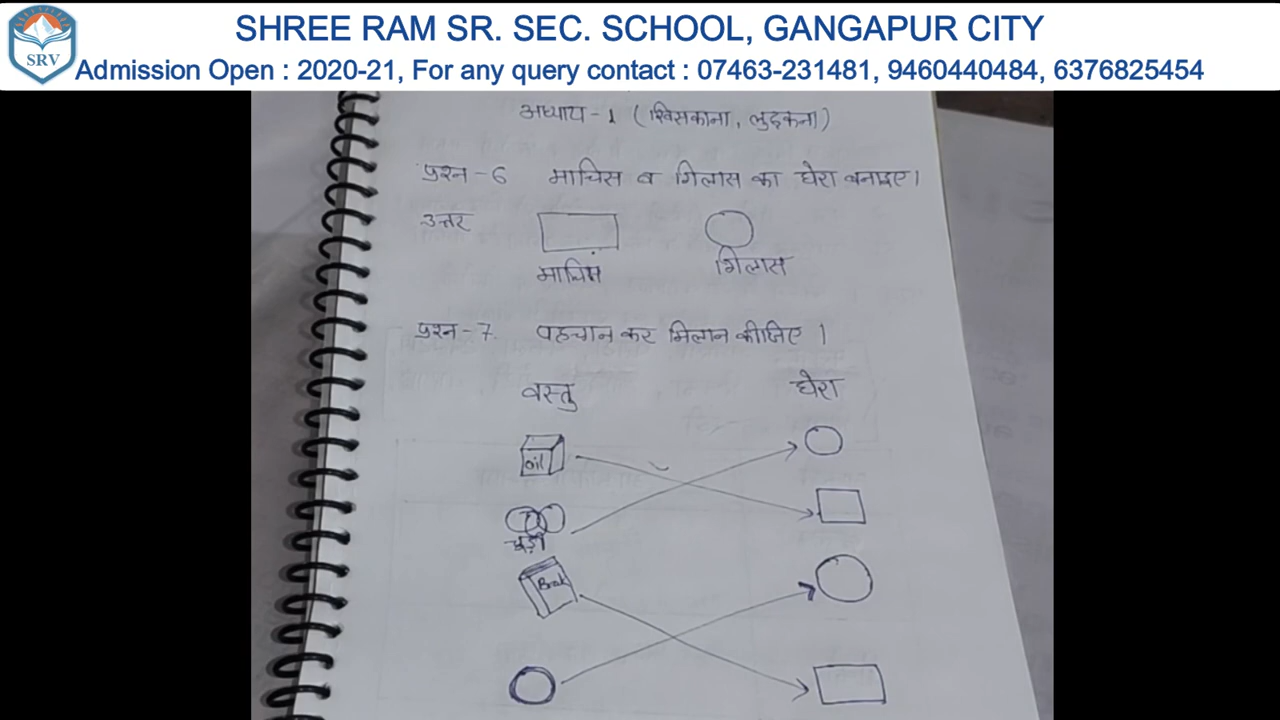 SHREE RAM SR. SEC. SCHOOL, GANGAPUR CITY
SRV
Admission Open : 2020-21, For any query contact : 07463-231481, 9460440484, 6376825454
अध्याय-1 (खिसकाना, लुढ़कना)
प्रश्न-6 माचिस व गिलास का घेरा बनाइए।
उत्तर
माचिस गिलास
प्रश्न-7. पहचान कर मिलान कीजिए।
वस्तु घेरा
oil
चूड़ी
Book